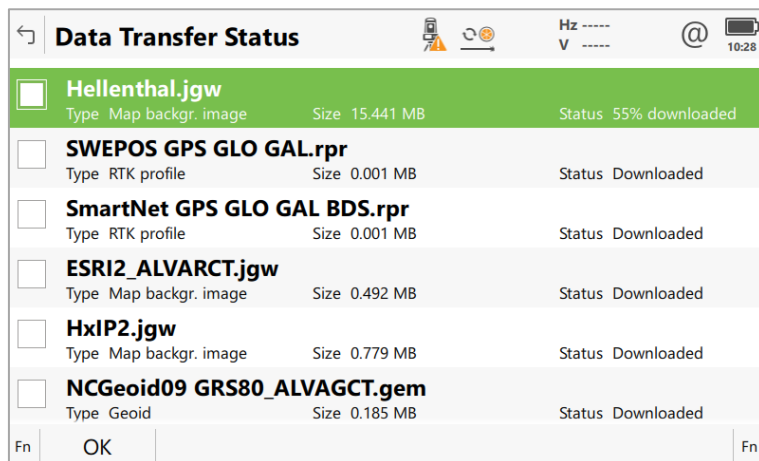 Data Transfer Status
Hz -----
V -----
@
10:28
Hellenthal.jgw
Type Map backgr. image Size 15.441 MB Status 55% downloaded
SWEPOS GPS GLO GAL.rpr
Type RTK profile Size 0.001 MB Status Downloaded
SmartNet GPS GLO GAL BDS.rpr
Type RTK profile Size 0.001 MB Status Downloaded
ESRI2_ALVARCT.jgw
Type Map backgr. image Size 0.492 MB Status Downloaded
HxIP2.jgw
Type Map backgr. image Size 0.779 MB Status Downloaded
NCGeoid09 GRS80_ALVAGCT.gem
Type Geoid Size 0.185 MB Status Downloaded
Fn OK Fn